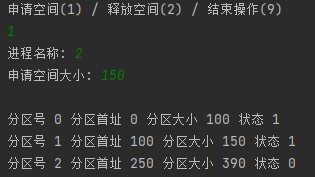 申请空间(1) / 释放空间(2) / 结束操作(9)
1
进程名称: 2
申请空间大小: 150
分区号 0 分区首址 0 分区大小 100 状态 1
分区号 1 分区首址 100 分区大小 150 状态 1
分区号 2 分区首址 250 分区大小 390 状态 0